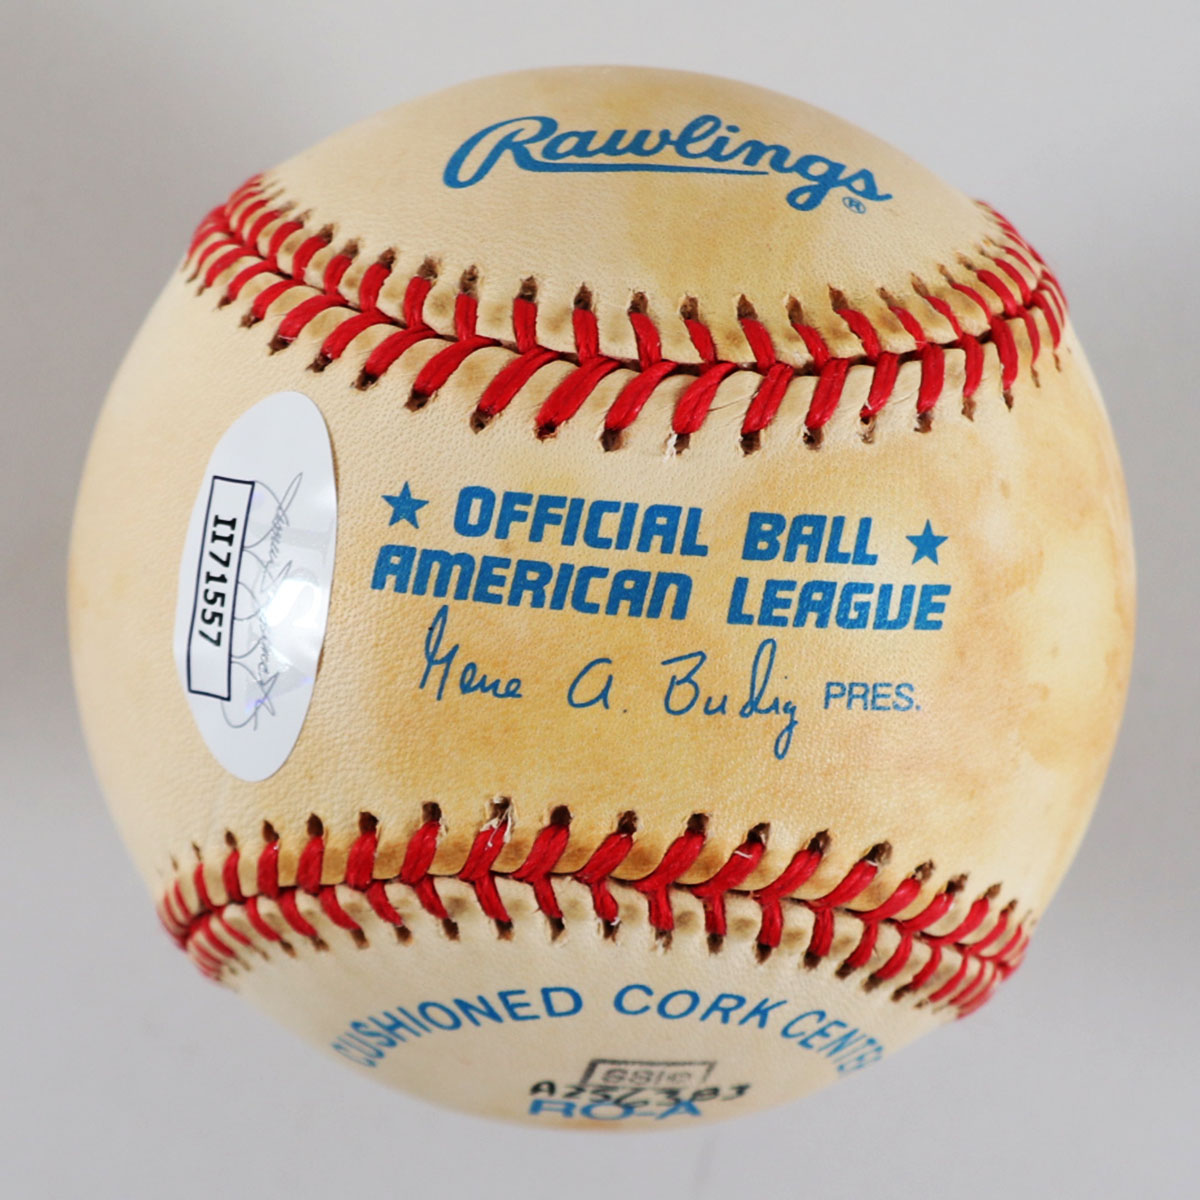 Rawlings®
★ OFFICIAL BALL ★
AMERICAN LEAGUE
Gene A. Budig PRES.
II71557
CUSHIONED CORK CENTER
RO-A